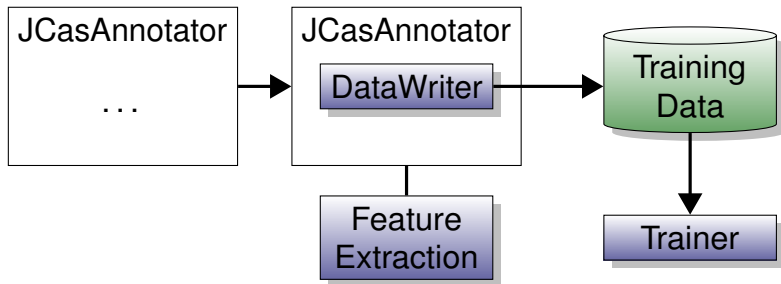 JCasAnnotator
. . .
JCasAnnotator
DataWriter
Feature
Extraction
Training
Data
Trainer